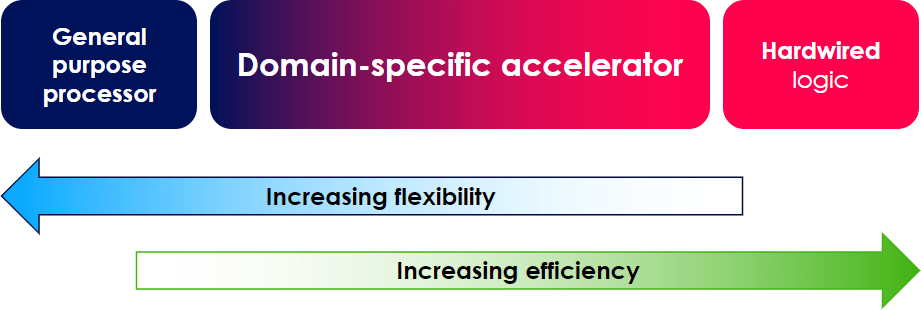 General
purpose
processor
Domain-specific accelerator
Hardwired
logic
Increasing flexibility
Increasing efficiency